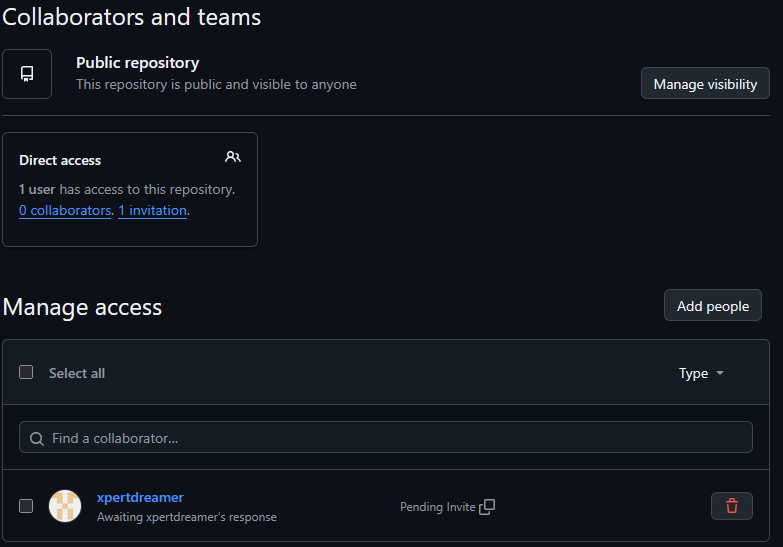 Collaborators and teams
Public repository
This repository is public and visible to anyone
Manage visibility
Direct access
1 user has access to this repository.
0 collaborators. 1 invitation.
Manage access
Add people
Select all
Type
Find a collaborator...
xpertdreamer
Awaiting xpertdreamer's response
Pending Invite